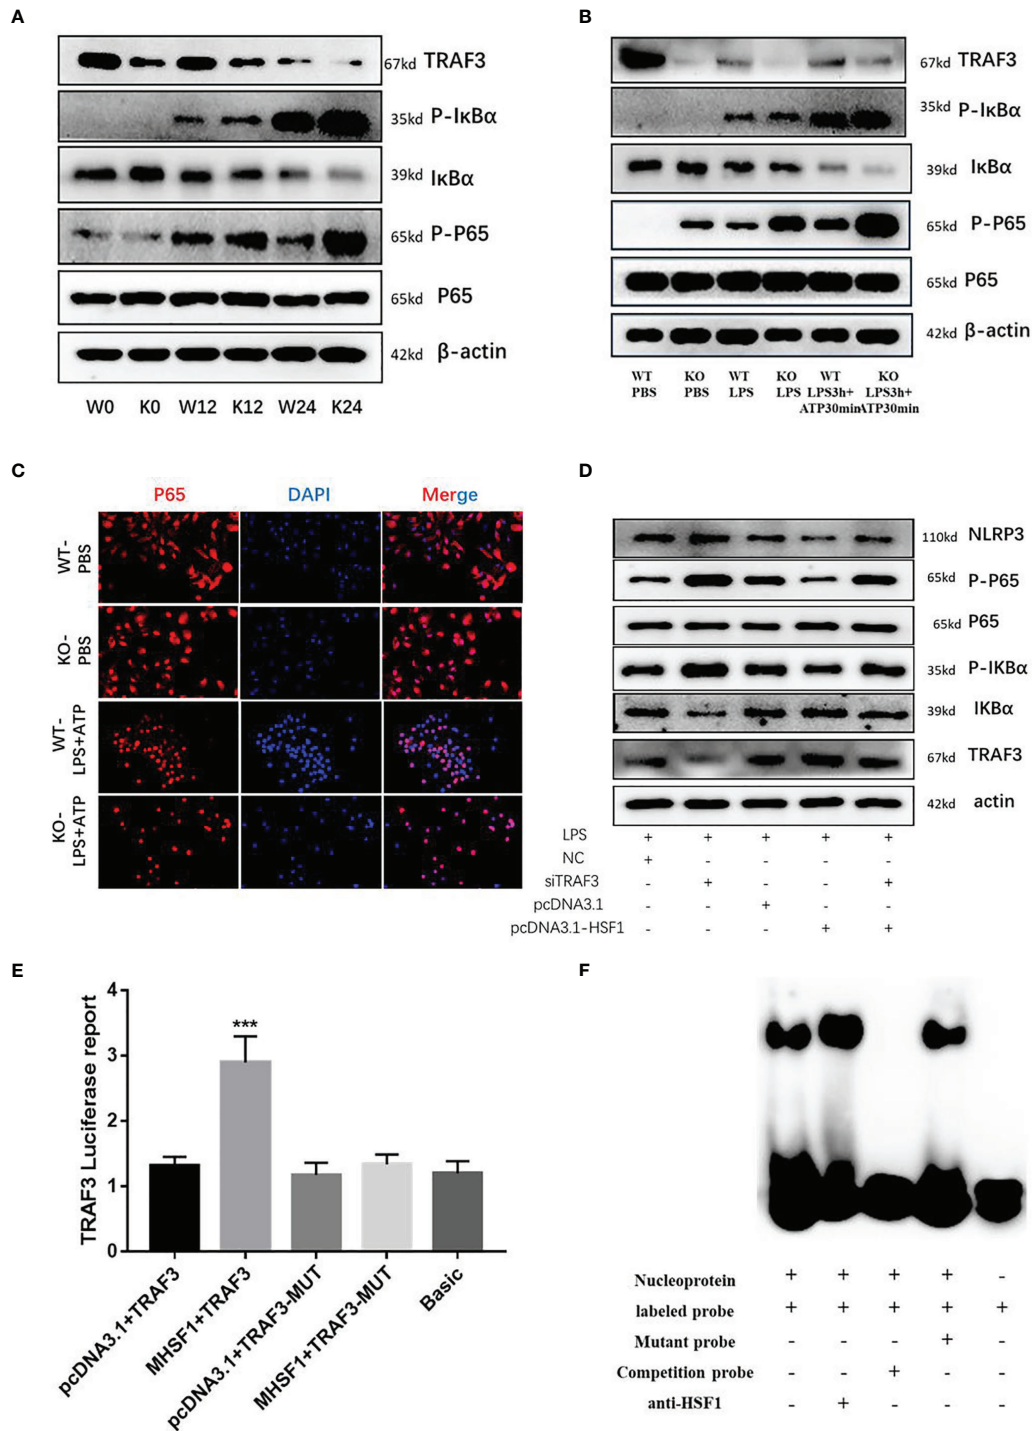 A
67kd TRAF3
35kd P-IκBα
39kd IκBα
65kd P-P65
65kd P65
42kd β-actin
W0 K0 W12 K12 W24 K24
B
67kd TRAF3
35kd P-IκBα
39kd IκBα
65kd P-P65
65kd P65
42kd β-actin
WT KO WT KO WT KO
PBS PBS LPS LPS LPS3h+ LPS3h+
ATP30min ATP30min
C
P65 DAPI Merge
WT-
PBS
KO-
PBS
WT-
LPS+ATP
KO-
LPS+ATP
D
110kd NLRP3
65kd P-P65
65kd P65
35kd P-IKBα
39kd IKBα
67kd TRAF3
42kd actin
LPS + + + + +
NC + - - - -
siTRAF3 - + - - +
pcDNA3.1 - - + - -
pcDNA3.1-HSF1 - - - + +
E
TRAF3 Luciferase report
4
3
2
1
0
***
pcDNA3.1+TRAF3
MHSF1+TRAF3
pcDNA3.1+TRAF3-MUT
MHSF1+TRAF3-MUT
Basic
F
Nucleoprotein + + + + -
labeled probe + + + + +
Mutant probe - - - + -
Competition probe - - + - -
anti-HSF1 - + - - -